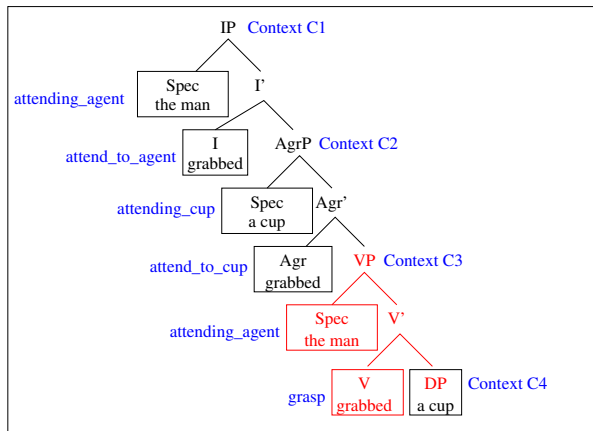 IP Context C1
attending_agent Spec I'
the man
attend_to_agent I AgrP Context C2
grabbed
attending_cup Spec Agr'
a cup
attend_to_cup Agr VP Context C3
grabbed
attending_agent Spec V'
the man
grasp V DP Context C4
grabbed a cup